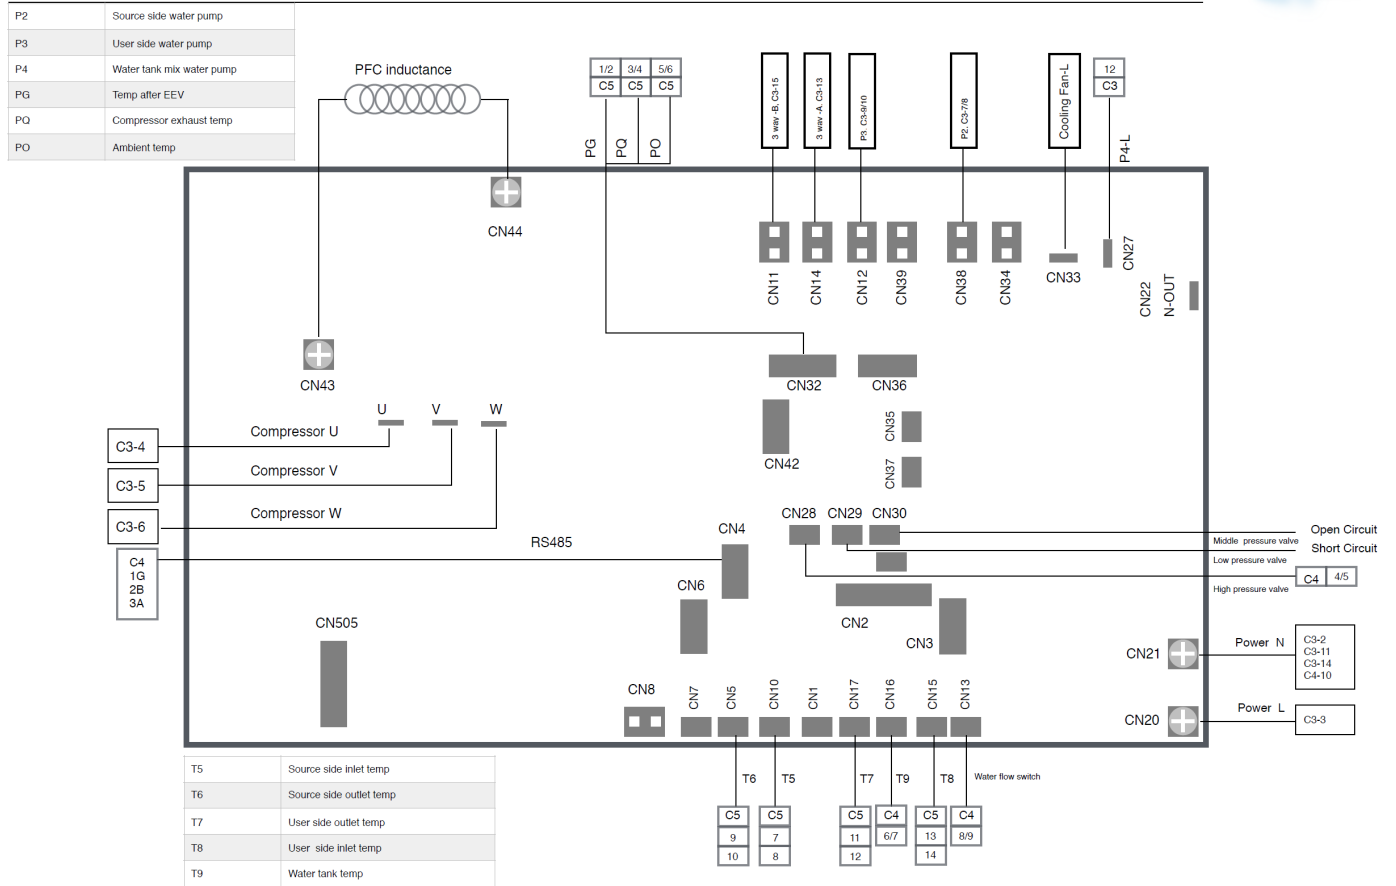 P2 Source side water pump
P3 User side water pump
P4 Water tank mix water pump
PG Temp after EEV
PQ Compressor exhaust temp
PO Ambient temp
PFC inductance
1/2 3/4 5/6
C5 C5 C5
PG
PQ
PO
3 way -B, C3-15
3 way -A, C3-13
P3, C3-9/10
P2, C3-7/8
Cooling Fan-L
12
C3
P4-L
CN44
CN43
CN11
CN14
CN12
CN39
CN38
CN34
CN33
CN27
CN22
N-OUT
CN32
CN36
CN42
CN35
CN37
U V W
C3-4 Compressor U
C3-5 Compressor V
C3-6 Compressor W
C4
1G
2B
3A
RS485
CN4
CN6
CN28 CN29 CN30
Open Circuit
Middle pressure valve
Short Circuit
Low pressure valve
C4 4/5
High pressure valve
CN2
CN3
CN505
CN21
Power N
C3-2
C3-11
C3-14
C4-10
CN20
Power L
C3-3
CN8
CN7
CN5
CN10
CN1
CN17
CN16
CN15
CN13
T6
T5
T7
T9
T8
Water flow switch
C5 C5 C5 C4 C5 C4
9 7 11 6/7 13 8/9
10 8 12 14
T5 Source side inlet temp
T6 Source side outlet temp
T7 User side outlet temp
T8 User side inlet temp
T9 Water tank temp